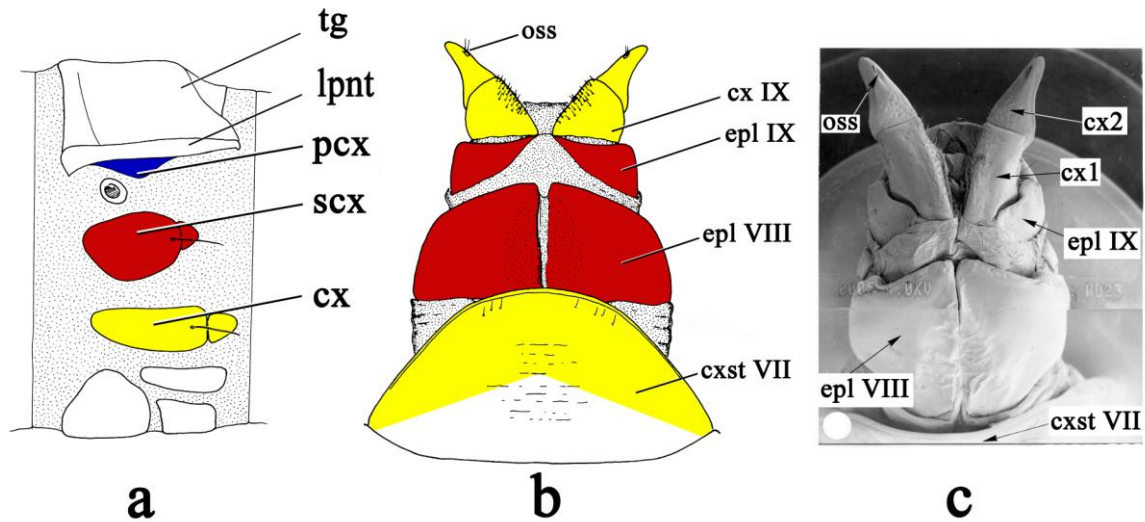 tg
lpnt
pcx
scx
cx
a
oss
cx IX
epl IX
epl VIII
cxst VII
b
oss
cx2
cx1
epl IX
epl VIII
cxst VII
c